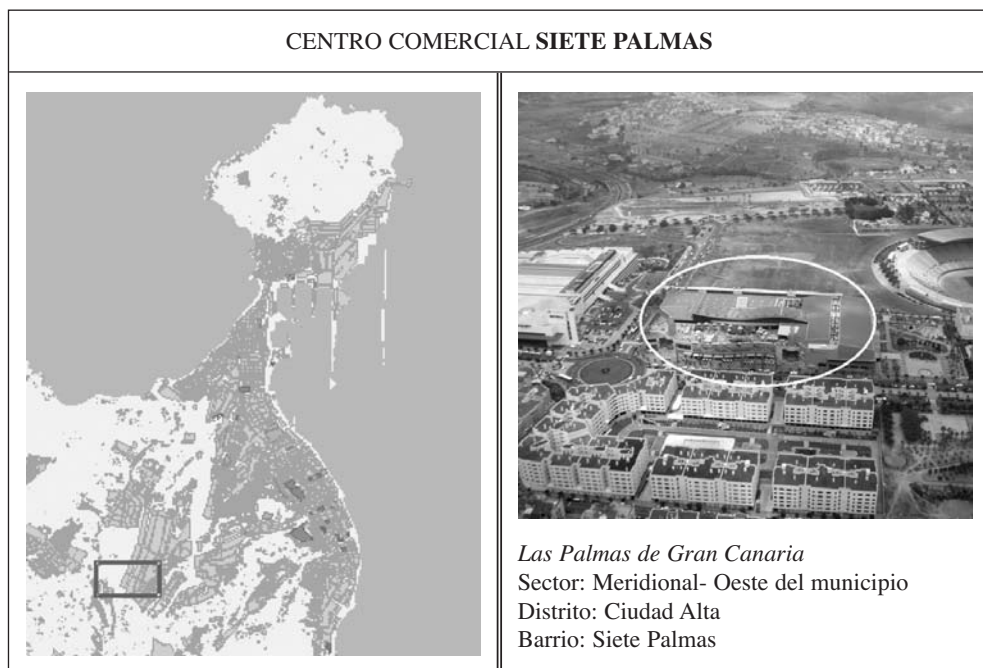 CENTRO COMERCIAL SIETE PALMAS
Las Palmas de Gran Canaria
Sector: Meridional- Oeste del municipio
Distrito: Ciudad Alta
Barrio: Siete Palmas